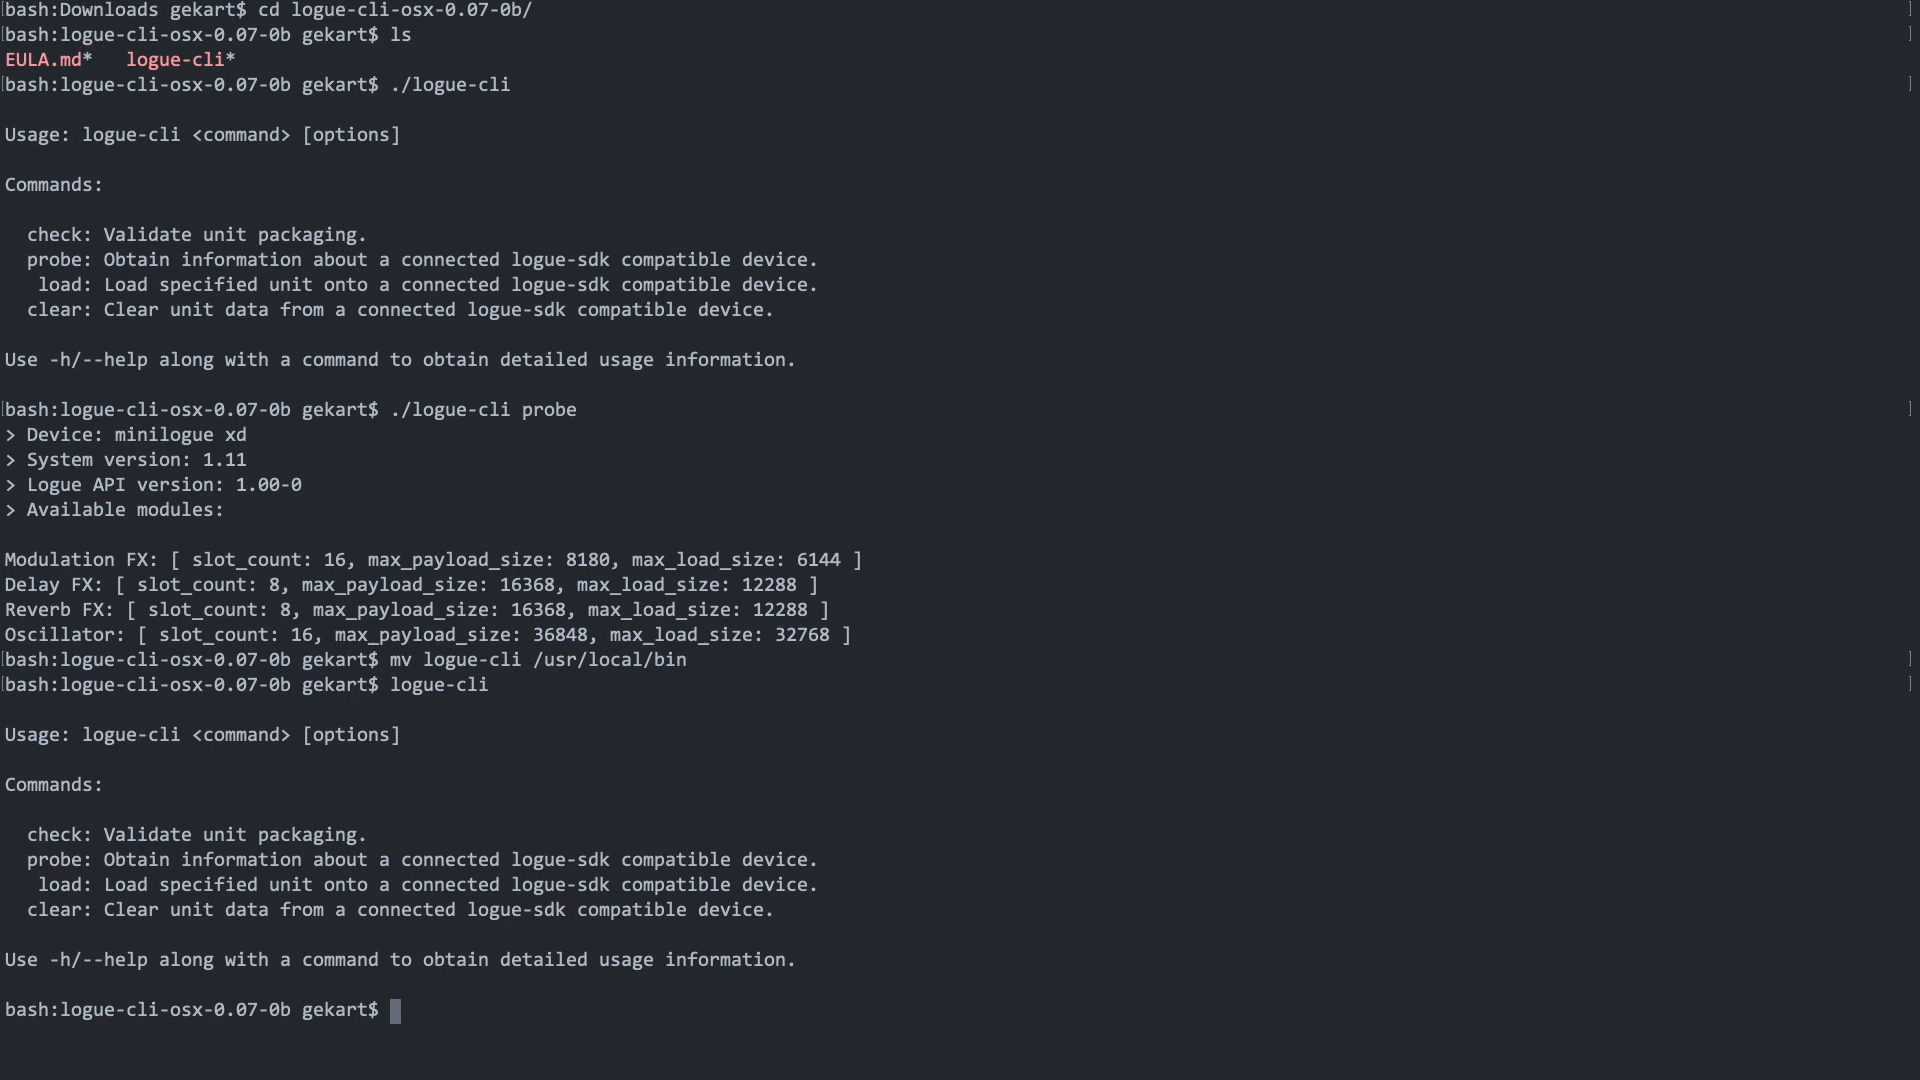 [bash:Downloads gekart$ cd logue-cli-osx-0.07-0b/ ]
[bash:logue-cli-osx-0.07-0b gekart$ ls ]
EULA.md*   logue-cli*
[bash:logue-cli-osx-0.07-0b gekart$ ./logue-cli ]
Usage: logue-cli <command> [options]
Commands:
  check: Validate unit packaging.
  probe: Obtain information about a connected logue-sdk compatible device.
   load: Load specified unit onto a connected logue-sdk compatible device.
  clear: Clear unit data from a connected logue-sdk compatible device.
Use -h/--help along with a command to obtain detailed usage information.
[bash:logue-cli-osx-0.07-0b gekart$ ./logue-cli probe ]
> Device: minilogue xd
> System version: 1.11
> Logue API version: 1.00-0
> Available modules:
Modulation FX: [ slot_count: 16, max_payload_size: 8180, max_load_size: 6144 ]
Delay FX: [ slot_count: 8, max_payload_size: 16368, max_load_size: 12288 ]
Reverb FX: [ slot_count: 8, max_payload_size: 16368, max_load_size: 12288 ]
Oscillator: [ slot_count: 16, max_payload_size: 36848, max_load_size: 32768 ]
[bash:logue-cli-osx-0.07-0b gekart$ mv logue-cli /usr/local/bin ]
[bash:logue-cli-osx-0.07-0b gekart$ logue-cli ]
Usage: logue-cli <command> [options]
Commands:
  check: Validate unit packaging.
  probe: Obtain information about a connected logue-sdk compatible device.
   load: Load specified unit onto a connected logue-sdk compatible device.
  clear: Clear unit data from a connected logue-sdk compatible device.
Use -h/--help along with a command to obtain detailed usage information.
bash:logue-cli-osx-0.07-0b gekart$